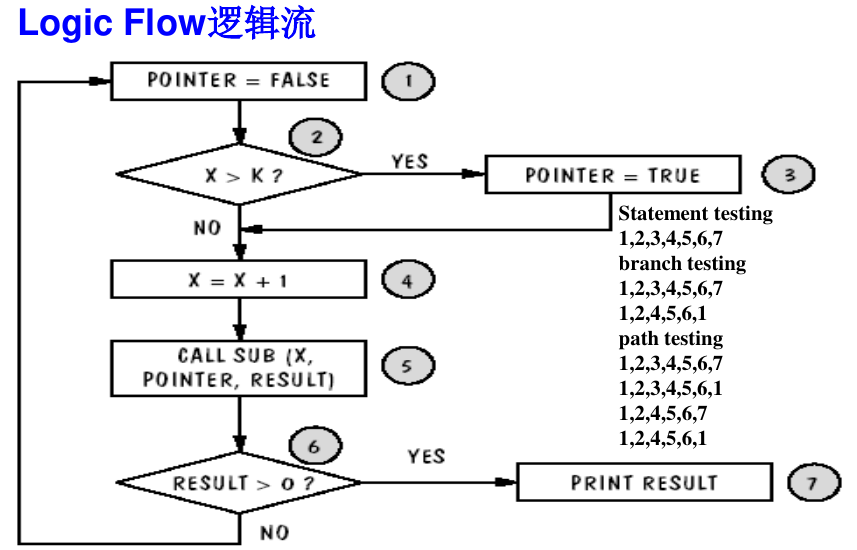 Logic Flow逻辑流
POINTER = FALSE
1
2
X > K ?
YES
POINTER = TRUE
3
NO
Statement testing
1,2,3,4,5,6,7
branch testing
1,2,3,4,5,6,7
1,2,4,5,6,1
path testing
1,2,3,4,5,6,7
1,2,3,4,5,6,1
1,2,4,5,6,7
1,2,4,5,6,1
X = X + 1
4
CALL SUB (X,
POINTER, RESULT)
5
6
RESULT > 0 ?
YES
PRINT RESULT
7
NO